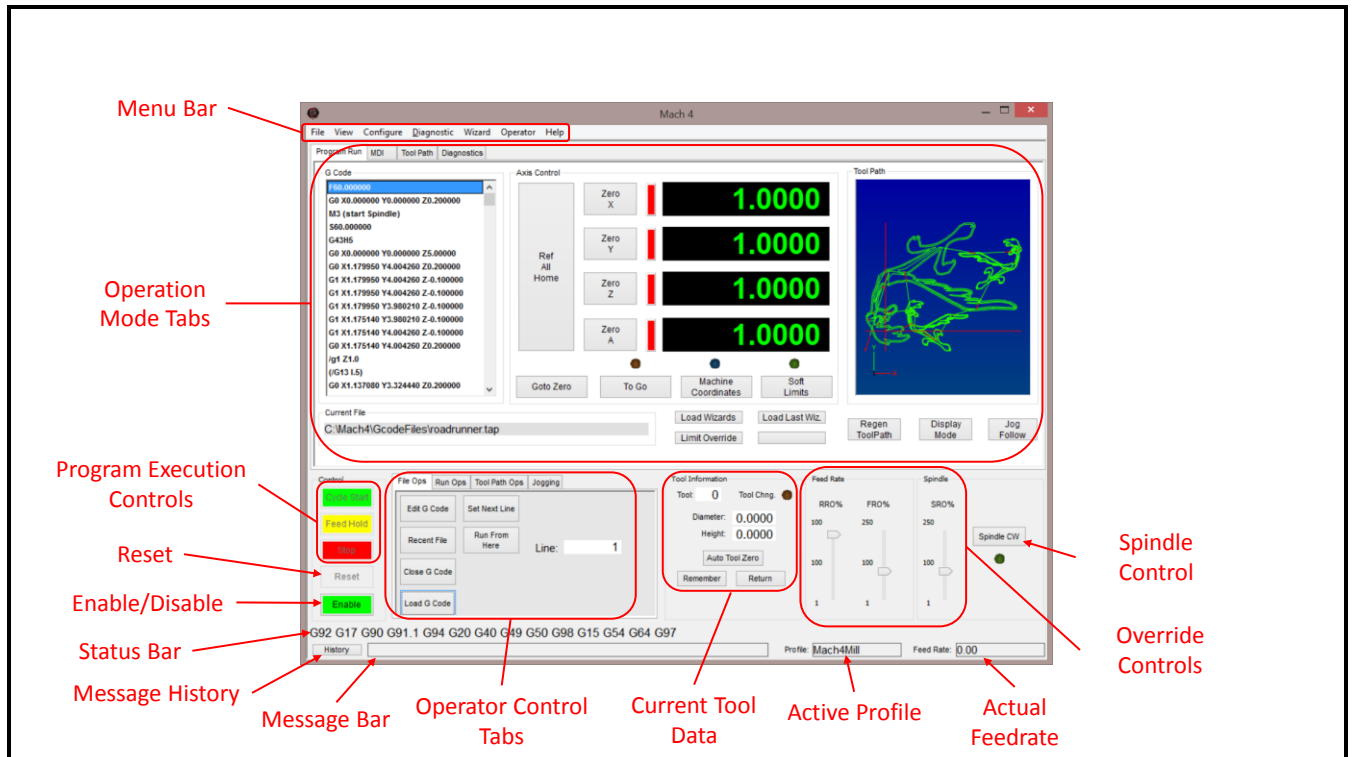 Mach 4
Menu Bar
File View Configure Diagnostic Wizard Operator Help
Program Run MDI Tool Path Diagnostics
G Code
F60.000000
G0 X0.000000 Y0.000000 Z0.200000
M3 (start Spindle)
S60.000000
G43H5
G0 X0.000000 Y0.000000 Z5.00000
G0 X1.179950 Y4.004260 Z0.200000
G1 X1.179950 Y4.004260 Z-0.100000
G1 X1.179950 Y4.004260 Z-0.100000
G1 X1.179950 Y3.980210 Z-0.100000
G1 X1.175140 Y3.980210 Z-0.100000
G1 X1.175140 Y4.004260 Z-0.100000
G0 X1.175140 Y4.004260 Z0.200000
/g1 Z1.0
(/G13 I.5)
G0 X1.137080 Y3.324440 Z0.200000
Axis Control
Ref
All
Home
Zero
X
1.0000
Zero
Y
1.0000
Zero
Z
1.0000
Zero
A
1.0000
Goto Zero
To Go
Machine
Coordinates
Soft
Limits
Tool Path
Y
Operation
Mode Tabs
Current File
C:\Mach4\GcodeFiles\roadrunner.tap
Load Wizards
Load Last Wiz.
Limit Override
Regen
ToolPath
Display
Mode
Jog
Follow
Program Execution
Controls
Control
Cycle Start
Feed Hold
Stop
Reset
Reset
Enable/Disable
Enable
File Ops Run Ops Tool Path Ops Jogging
Edit G Code
Set Next Line
Recent File
Run From
Here
Line: 1
Close G Code
Load G Code
Tool Information
Tool: 0 Tool Chng.
Diameter: 0.0000
Height: 0.0000
Auto Tool Zero
Remember
Return
Feed Rate
RRO% FRO%
100 250
100 100
1 1
Spindle
SRO%
250
100
1
Spindle CW
Spindle
Control
Override
Controls
G92 G17 G90 G91.1 G94 G20 G40 G49 G50 G98 G15 G54 G64 G97
Status Bar
History
Profile: Mach4Mill
Feed Rate: 0.00
Message History
Message Bar
Operator Control
Tabs
Current Tool
Data
Active Profile
Actual
Feedrate